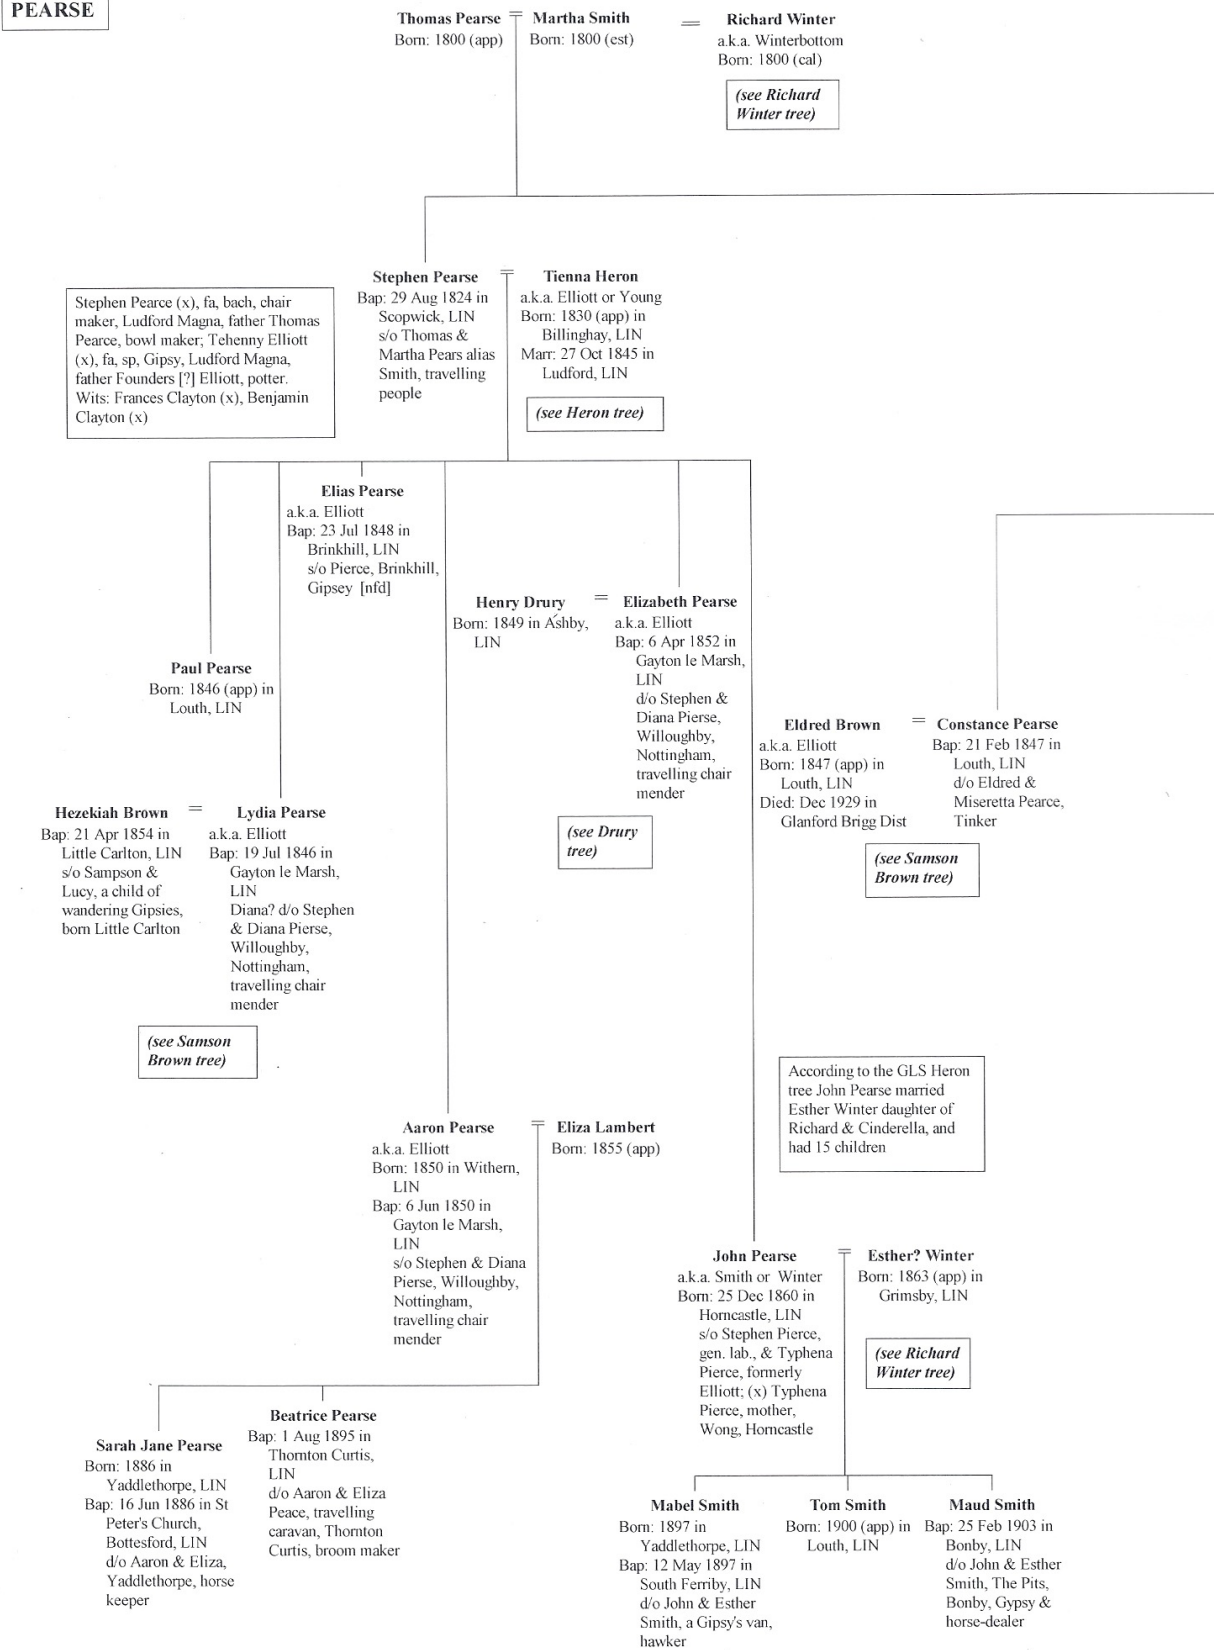 PEARSE
Thomas Pearse
Born: 1800 (app)
Martha Smith
Born: 1800 (est)
Richard Winter
a.k.a. Winterbottom
Born: 1800 (cal)
(see Richard
Winter tree)
Stephen Pearce (x), fa, bach, chair
maker, Ludford Magna, father Thomas
Pearce, bowl maker; Tehenny Elliott
(x), fa, sp, Gipsy, Ludford Magna,
father Founders [?] Elliott, potter.
Wits: Frances Clayton (x), Benjamin
Clayton (x)
Stephen Pearse
Bap: 29 Aug 1824 in
Scopwick, LIN
s/o Thomas &
Martha Pears alias
Smith, travelling
people
Tienna Heron
a.k.a. Elliott or Young
Born: 1830 (app) in
Billinghay, LIN
Marr: 27 Oct 1845 in
Ludford, LIN
(see Heron tree)
Elias Pearse
a.k.a. Elliott
Bap: 23 Jul 1848 in
Brinkhill, LIN
s/o Pierce, Brinkhill,
Gipsey [nfd]
Henry Drury
Born: 1849 in Ashby,
LIN
Elizabeth Pearse
a.k.a. Elliott
Bap: 6 Apr 1852 in
Gayton le Marsh,
LIN
d/o Stephen &
Diana Pierse,
Willoughby,
Nottingham,
travelling chair
mender
(see Drury
tree)
Paul Pearse
Born: 1846 (app) in
Louth, LIN
Eldred Brown
a.k.a. Elliott
Born: 1847 (app) in
Louth, LIN
Died: Dec 1929 in
Glanford Brigg Dist
Constance Pearse
Bap: 21 Feb 1847 in
Louth, LIN
d/o Eldred &
Miseretta Pearce,
Tinker
(see Samson
Brown tree)
Hezekiah Brown
Bap: 21 Apr 1854 in
Little Carlton, LIN
s/o Sampson &
Lucy, a child of
wandering Gipsies,
born Little Carlton
Lydia Pearse
a.k.a. Elliott
Bap: 19 Jul 1846 in
Gayton le Marsh,
LIN
Diana? d/o Stephen
& Diana Pierse,
Willoughby,
Nottingham,
travelling chair
mender
(see Samson
Brown tree)
According to the GLS Heron
tree John Pearse married
Esther Winter daughter of
Richard & Cinderella, and
had 15 children
Aaron Pearse
a.k.a. Elliott
Born: 1850 in Withern,
LIN
Bap: 6 Jun 1850 in
Gayton le Marsh,
LIN
s/o Stephen & Diana
Pierse, Willoughby,
Nottingham,
travelling chair
mender
Eliza Lambert
Born: 1855 (app)
John Pearse
a.k.a. Smith or Winter
Born: 25 Dec 1860 in
Horncastle, LIN
s/o Stephen Pierce,
gen. lab., & Typhena
Pierce, formerly
Elliott; (x) Typhena
Pierce, mother,
Wong, Horncastle
Esther? Winter
Born: 1863 (app) in
Grimsby, LIN
(see Richard
Winter tree)
Sarah Jane Pearse
Born: 1886 in
Yaddlethorpe, LIN
Bap: 16 Jun 1886 in St
Peter's Church,
Bottesford, LIN
d/o Aaron & Eliza,
Yaddlethorpe, horse
keeper
Beatrice Pearse
Bap: 1 Aug 1895 in
Thornton Curtis,
LIN
d/o Aaron & Eliza
Peace, travelling
caravan, Thornton
Curtis, broom maker
Mabel Smith
Born: 1897 in
Yaddlethorpe, LIN
Bap: 12 May 1897 in
South Ferriby, LIN
d/o John & Esther
Smith, a Gipsy's van,
hawker
Tom Smith
Born: 1900 (app) in
Louth, LIN
Maud Smith
Bap: 25 Feb 1903 in
Bonby, LIN
d/o John & Esther
Smith, The Pits,
Bonby, Gypsy &
horse-dealer